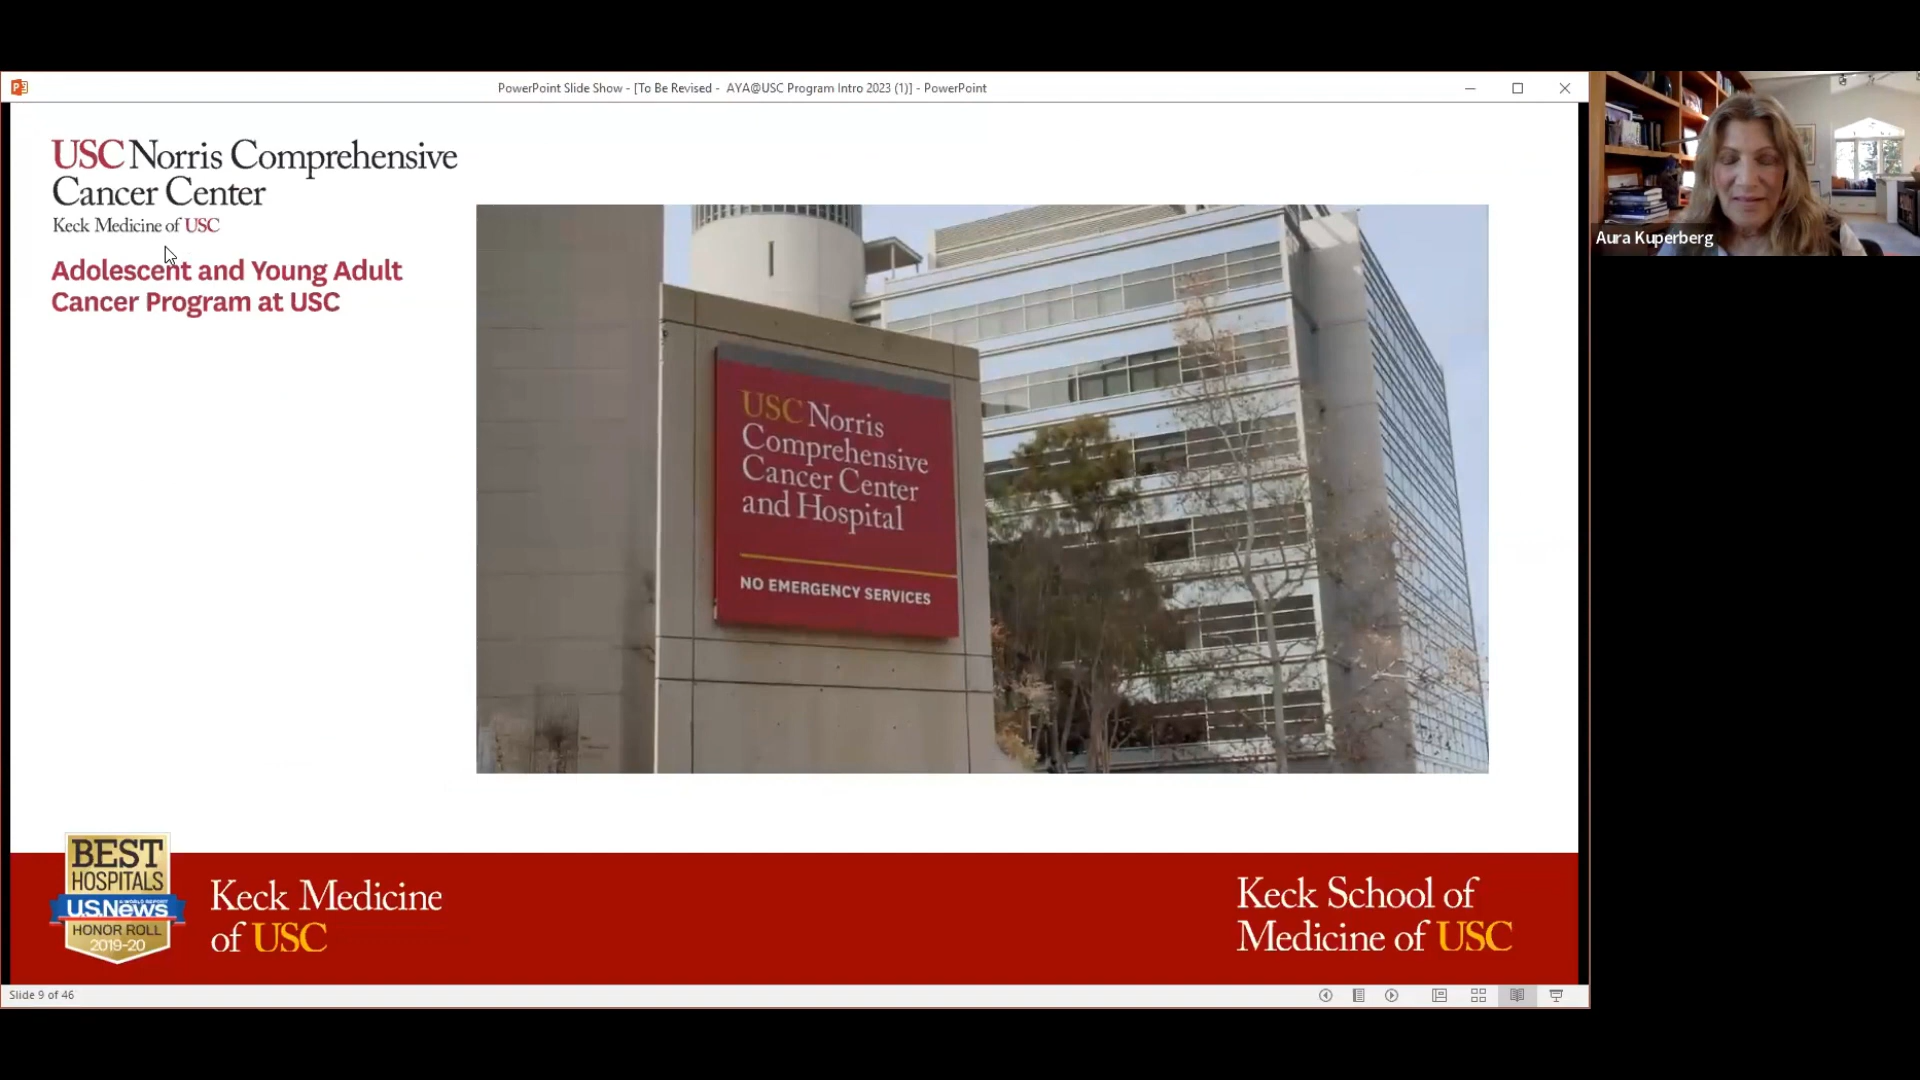 PowerPoint Slide Show - [To Be Revised - AYA@USC Program Intro 2023 (1)] - PowerPoint
USC Norris Comprehensive
Cancer Center
Keck Medicine of USC
Adolescent and Young Adult
Cancer Program at USC
USC Norris
Comprehensive
Cancer Center
and Hospital
NO EMERGENCY SERVICES
Aura Kuperberg
BEST
HOSPITALS
U.S.News
& WORLD REPORT
HONOR ROLL
2019-20
Keck Medicine
of USC
Keck School of
Medicine of USC
Slide 9 of 46